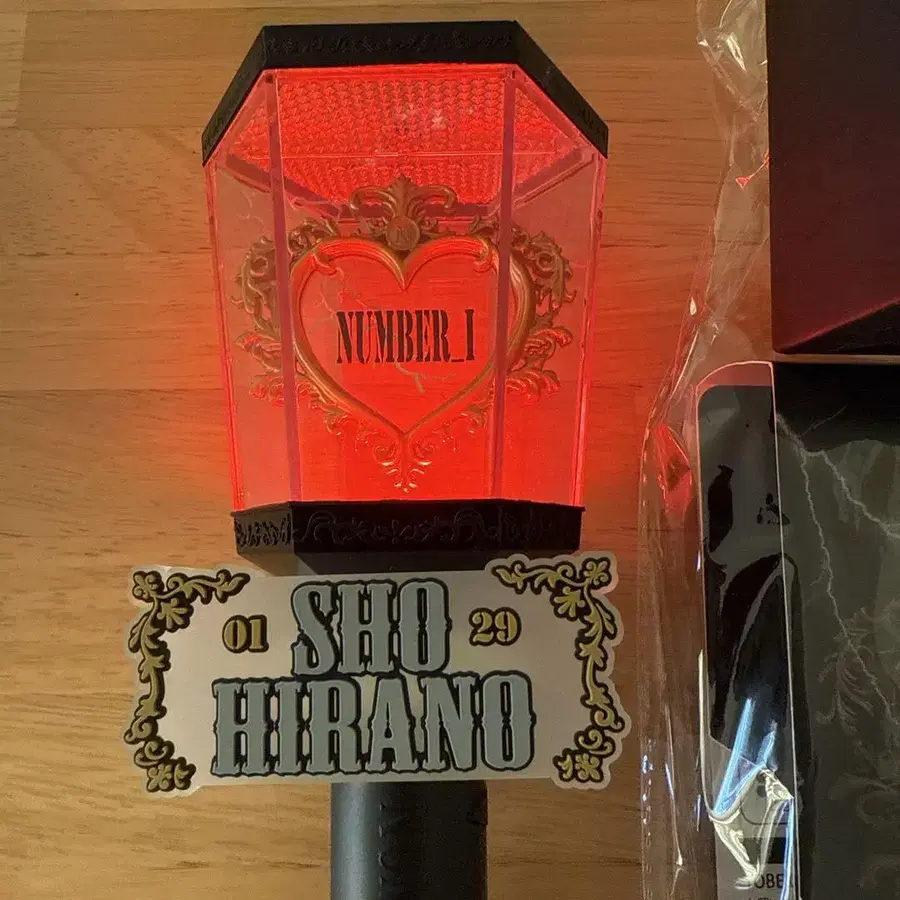 N
NUMBER_I
01 SHO 29
HIRANO